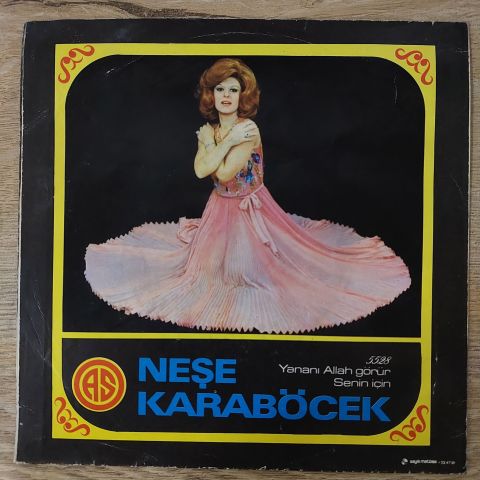 5528
Yananı Allah görür
Senin için
AS
NEŞE
KARABÖCEK